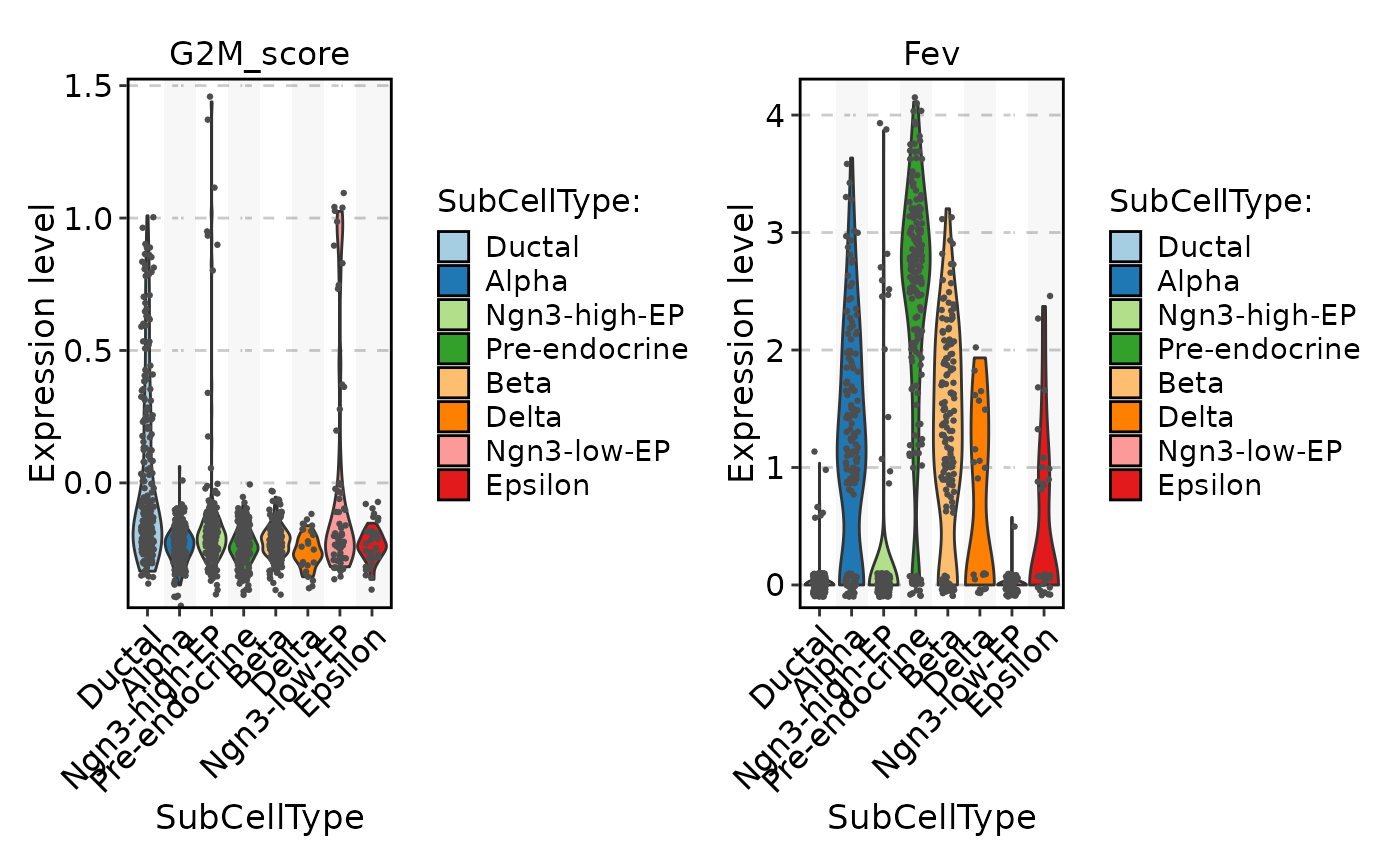 G2M_score
Expression level
1.5
1.0
0.5
0.0
Ductal
Alpha
Ngn3-high-EP
Pre-endocrine
Beta
Delta
Ngn3-low-EP
Epsilon
SubCellType
SubCellType:
Ductal
Alpha
Ngn3-high-EP
Pre-endocrine
Beta
Delta
Ngn3-low-EP
Epsilon
Fev
Expression level
4
3
2
1
0
Ductal
Alpha
Ngn3-high-EP
Pre-endocrine
Beta
Delta
Ngn3-low-EP
Epsilon
SubCellType
SubCellType:
Ductal
Alpha
Ngn3-high-EP
Pre-endocrine
Beta
Delta
Ngn3-low-EP
Epsilon